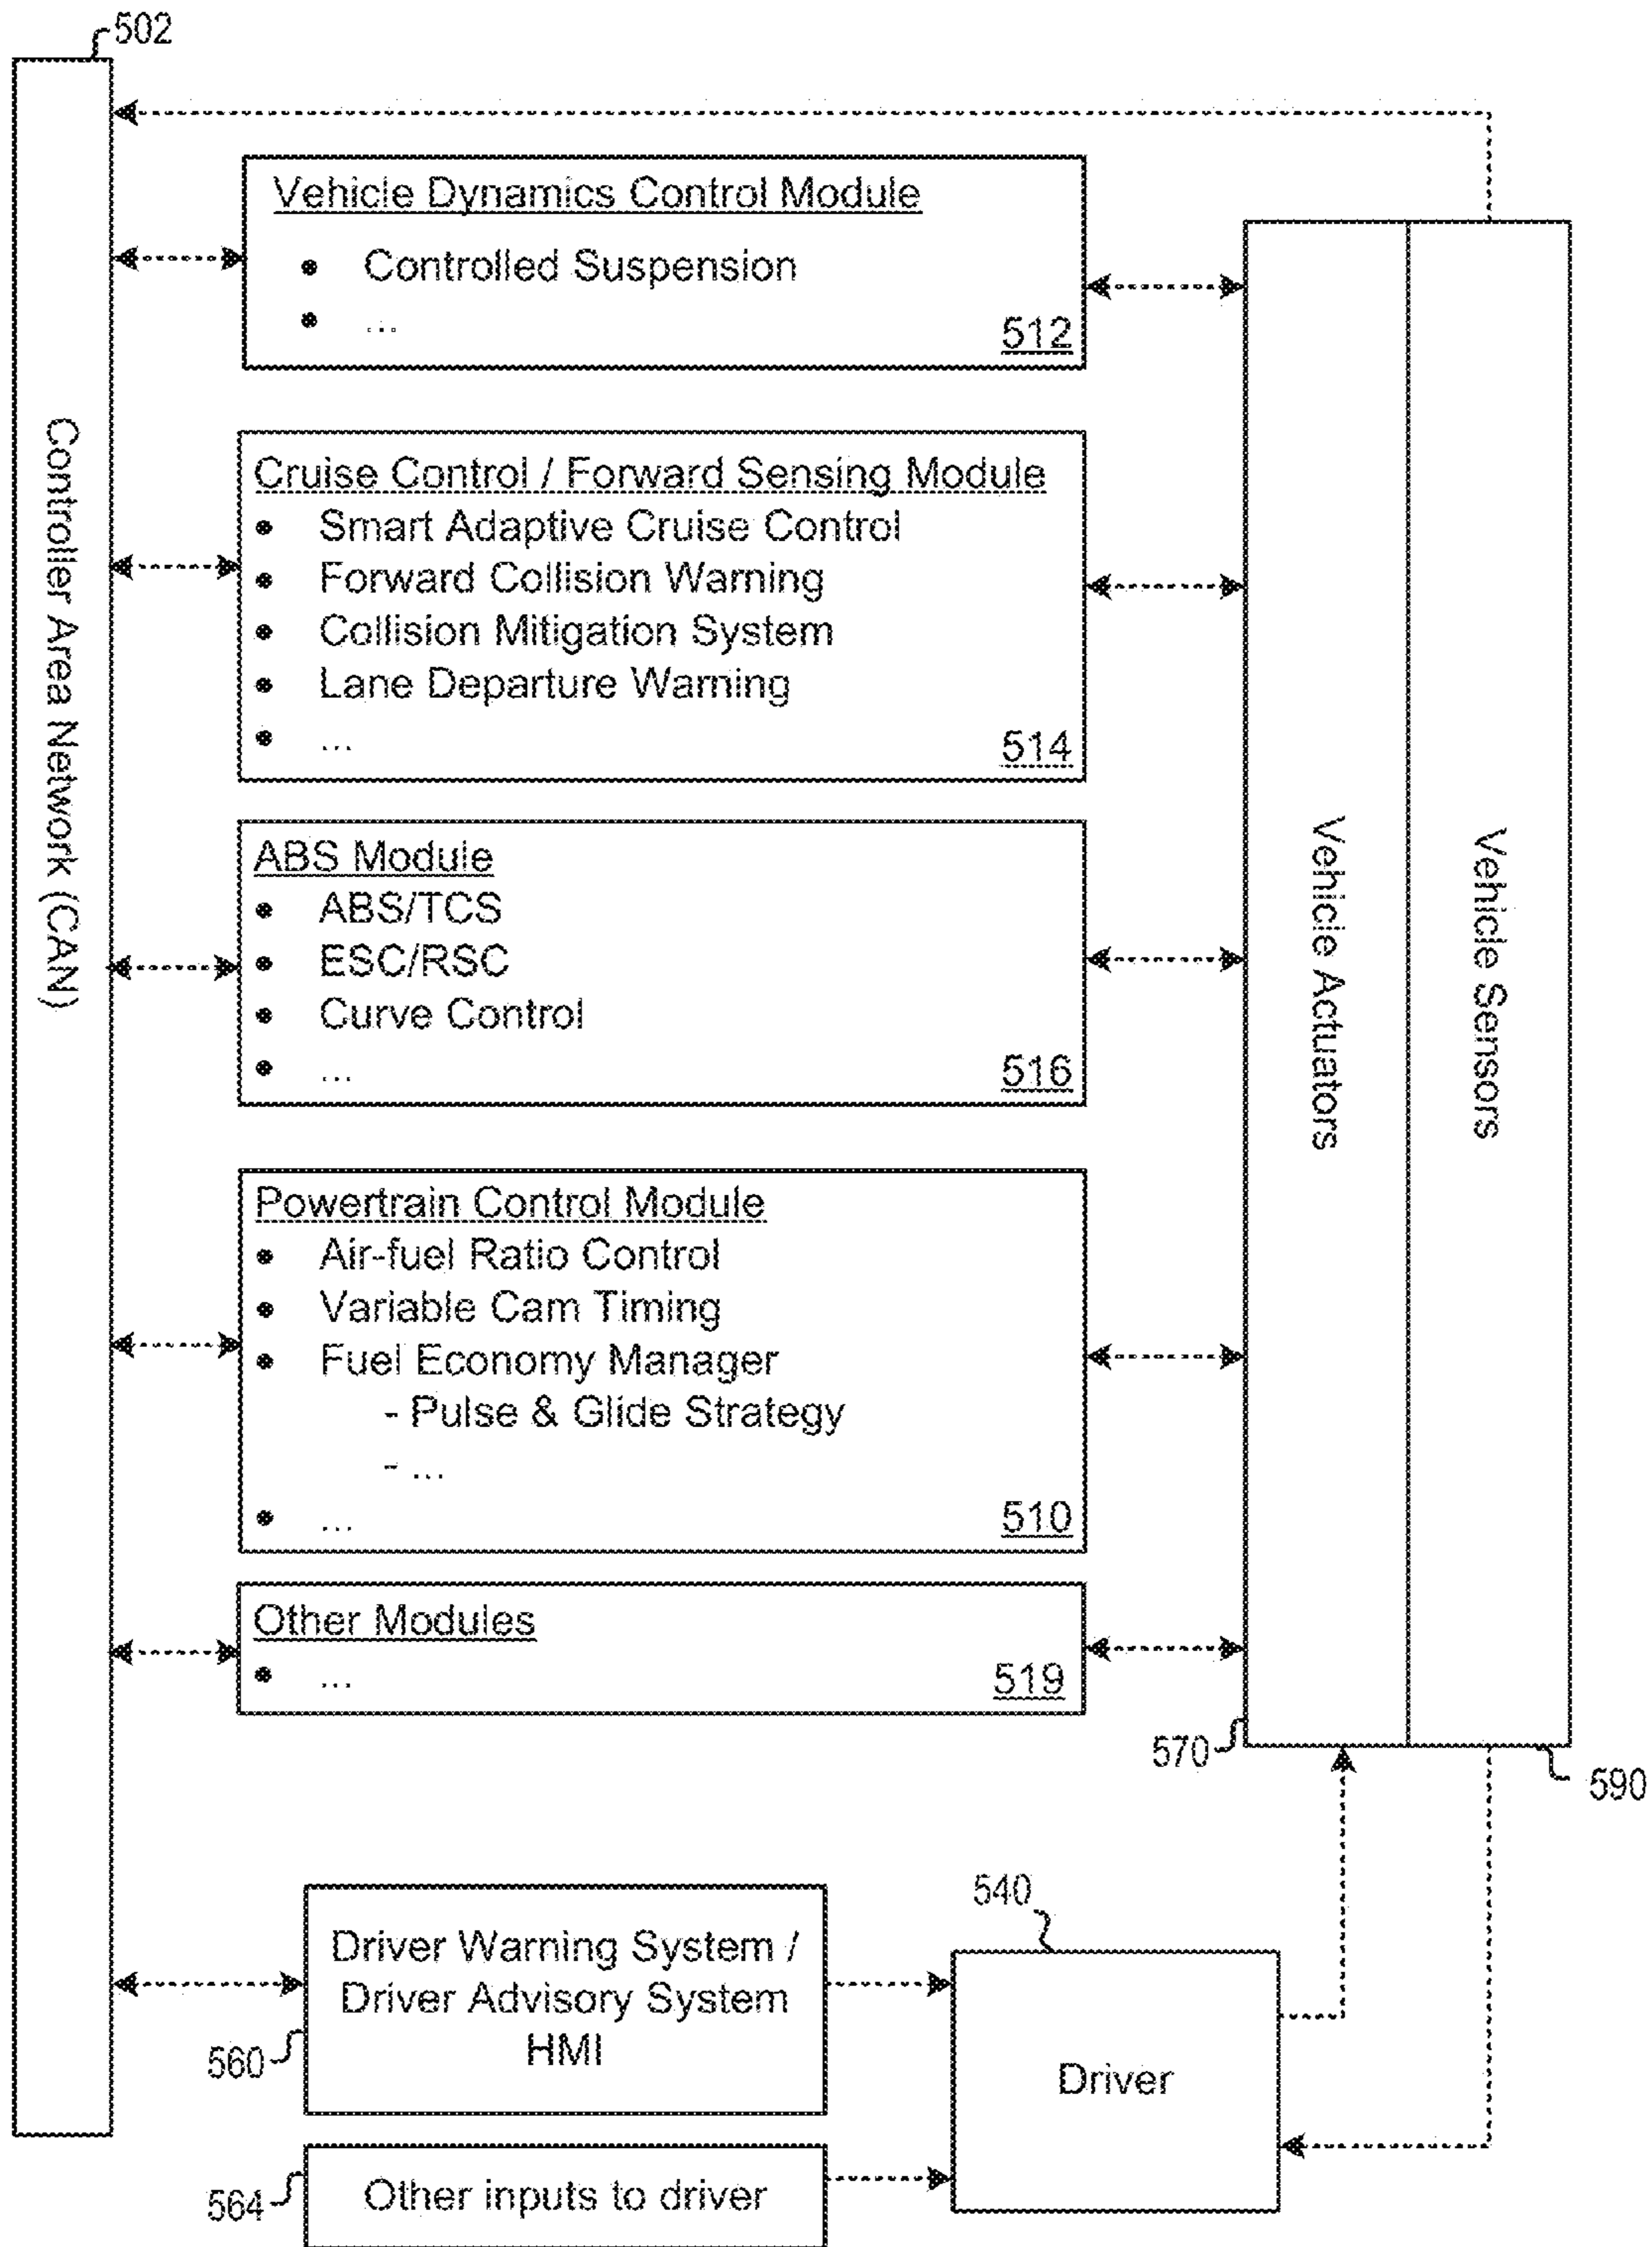 502
Controller Area Network (CAN)
Vehicle Dynamics Control Module
• Controlled Suspension
• ...
512
Cruise Control / Forward Sensing Module
• Smart Adaptive Cruise Control
• Forward Collision Warning
• Collision Mitigation System
• Lane Departure Warning
• ...
514
ABS Module
• ABS/TCS
• ESC/RSC
• Curve Control
• ...
516
Powertrain Control Module
• Air-fuel Ratio Control
• Variable Cam Timing
• Fuel Economy Manager
- Pulse & Glide Strategy
- ...
• ...
510
Other Modules
• ...
519
Vehicle Actuators
Vehicle Sensors
570
590
Driver Warning System /
Driver Advisory System
HMI
560
540
Driver
Other inputs to driver
564